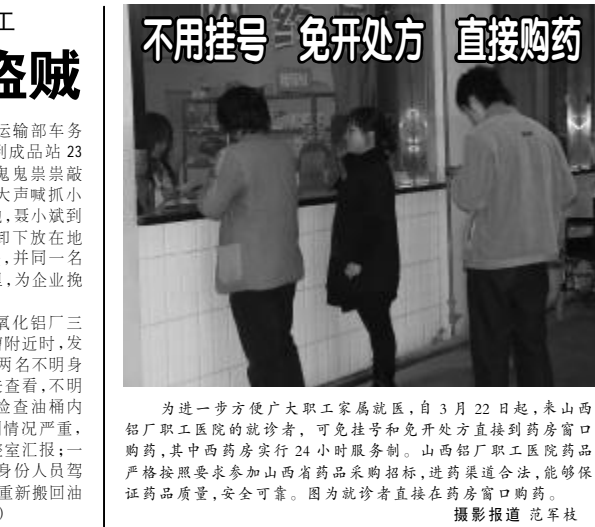 工
盗贼
运输部车务
到成品站 23
鬼鬼祟祟敲
大声喊抓小
,聂小斌到
卸下放在地
,并同一名
,为企业挽
氧化铝厂三
附近时,发
两名不明身
查看,不明
检查油桶内
情况严重,
室汇报;一
身份人员驾
重新搬回油
)
不用挂号 免开处方 直接购药
为进一步方便广大职工家属就医,自 3 月 22 日起,来山西
铝厂职工医院的就诊者，可免挂号和免开处方直接到药房窗口
购药,其中西药房实行 24 小时服务制。山西铝厂职工医院药品
严格按照要求参加山西省药品采购招标,进药渠道合法,能够保
证药品质量,安全可靠。图为就诊者直接在药房窗口购药。
摄影报道 范军枝